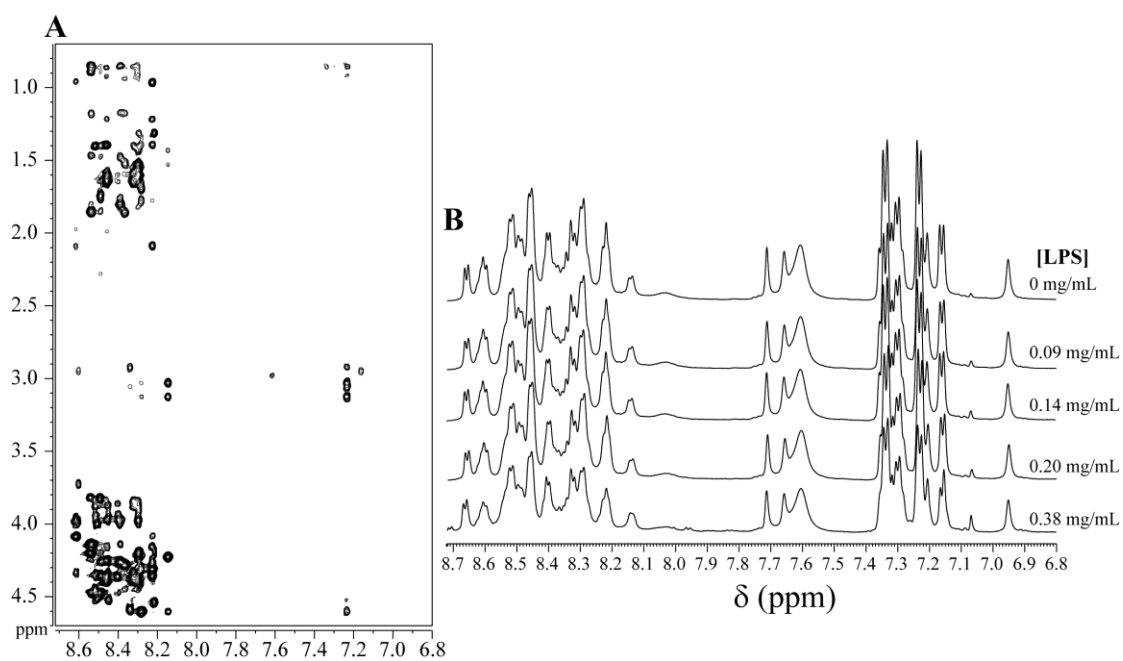 A
1.0
1.5
2.0
2.5
3.0
3.5
4.0
4.5
ppm
8.6 8.4 8.2 8.0 7.8 7.6 7.4 7.2 7.0 6.8
B
[LPS]
0 mg/mL
0.09 mg/mL
0.14 mg/mL
0.20 mg/mL
0.38 mg/mL
8.7 8.6 8.5 8.4 8.3 8.2 8.1 8.0 7.9 7.8 7.7 7.6 7.5 7.4 7.3 7.2 7.1 7.0 6.9 6.8
δ (ppm)